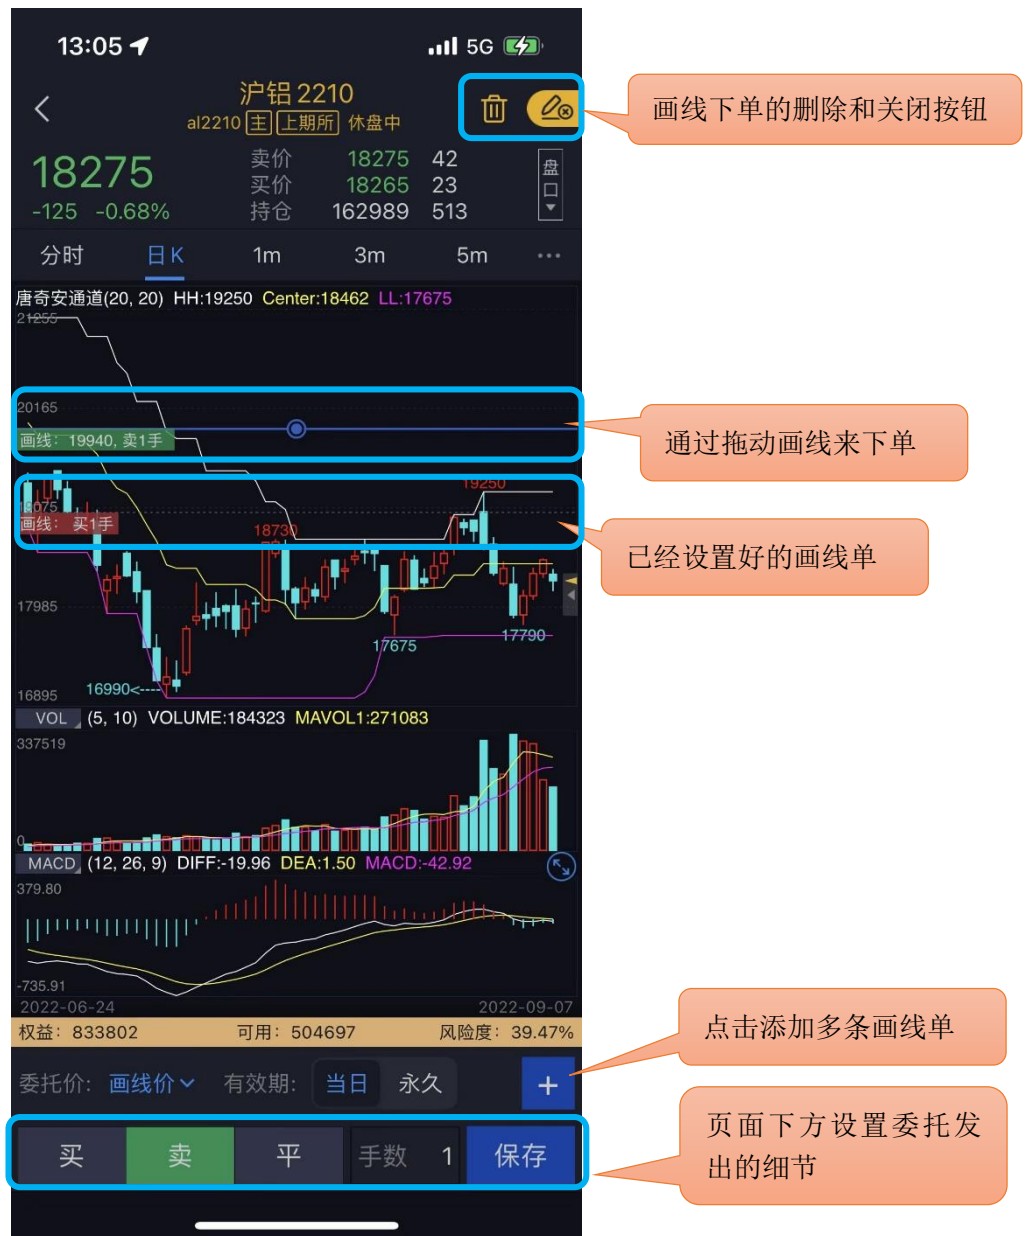 13:05
5G
沪铝 2210
al2210 主 上期所 休盘中
画线下单的删除和关闭按钮
18275
-125 -0.68%
卖价 18275 42
买价 18265 23
持仓 162989 513
盘口
分时 日K 1m 3m 5m ...
唐奇安通道(20, 20) HH:19250 Center:18462 LL:17675
21255
20165
画线: 19940, 卖1手
通过拖动画线来下单
19250
19075
画线: 买1手
18730
已经设置好的画线单
17985
17675
17790
16990<----
16895
VOL (5, 10) VOLUME:184323 MAVOL1:271083
337519
0
MACD (12, 26, 9) DIFF:-19.96 DEA:1.50 MACD:-42.92
379.80
-735.91
2022-06-24 2022-09-07
权益: 833802 可用: 504697 风险度: 39.47%
点击添加多条画线单
委托价: 画线价 有效期: 当日 永久 +
页面下方设置委托发
出的细节
买 卖 平 手数 1 保存